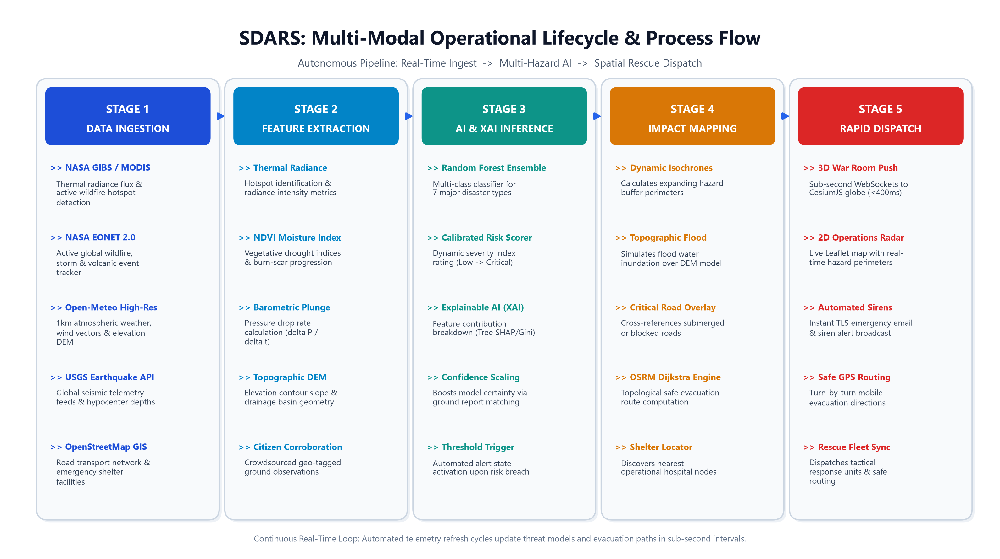 SDARS: Multi-Modal Operational Lifecycle & Process Flow
Autonomous Pipeline: Real-Time Ingest -> Multi-Hazard AI -> Spatial Rescue Dispatch
STAGE 1
DATA INGESTION
>> NASA GIBS / MODIS
Thermal radiance flux &
active wildfire hotspot
detection
>> NASA EONET 2.0
Active global wildfire,
storm & volcanic event
tracker
>> Open-Meteo High-Res
1km atmospheric weather,
wind vectors & elevation
DEM
>> USGS Earthquake API
Global seismic telemetry
feeds & hypocenter depths
>> OpenStreetMap GIS
Road transport network &
emergency shelter
facilities
STAGE 2
FEATURE EXTRACTION
>> Thermal Radiance
Hotspot identification &
radiance intensity metrics
>> NDVI Moisture Index
Vegetative drought indices
& burn-scar progression
>> Barometric Plunge
Pressure drop rate
calculation (delta P /
delta t)
>> Topographic DEM
Elevation contour slope &
drainage basin geometry
>> Citizen Corroboration
Crowdsourced geo-tagged
ground observations
STAGE 3
AI & XAI INFERENCE
>> Random Forest Ensemble
Multi-class classifier for
7 major disaster types
>> Calibrated Risk Scorer
Dynamic severity index
rating (Low -> Critical)
>> Explainable AI (XAI)
Feature contribution
breakdown (Tree SHAP/Gini)
>> Confidence Scaling
Boosts model certainty via
ground report matching
>> Threshold Trigger
Automated alert state
activation upon risk breach
STAGE 4
IMPACT MAPPING
>> Dynamic Isochrones
Calculates expanding hazard
buffer perimeters
>> Topographic Flood
Simulates flood water
inundation over DEM model
>> Critical Road Overlay
Cross-references submerged
or blocked roads
>> OSRM Dijkstra Engine
Topological safe evacuation
route computation
>> Shelter Locator
Discovers nearest
operational hospital nodes
STAGE 5
RAPID DISPATCH
>> 3D War Room Push
Sub-second WebSockets to
CesiumJS globe (<400ms)
>> 2D Operations Radar
Live Leaflet map with real-
time hazard perimeters
>> Automated Sirens
Instant TLS emergency email
& siren alert broadcast
>> Safe GPS Routing
Turn-by-turn mobile
evacuation directions
>> Rescue Fleet Sync
Dispatches tactical
response units & safe
routing
Continuous Real-Time Loop: Automated telemetry refresh cycles update threat models and evacuation paths in sub-second intervals.